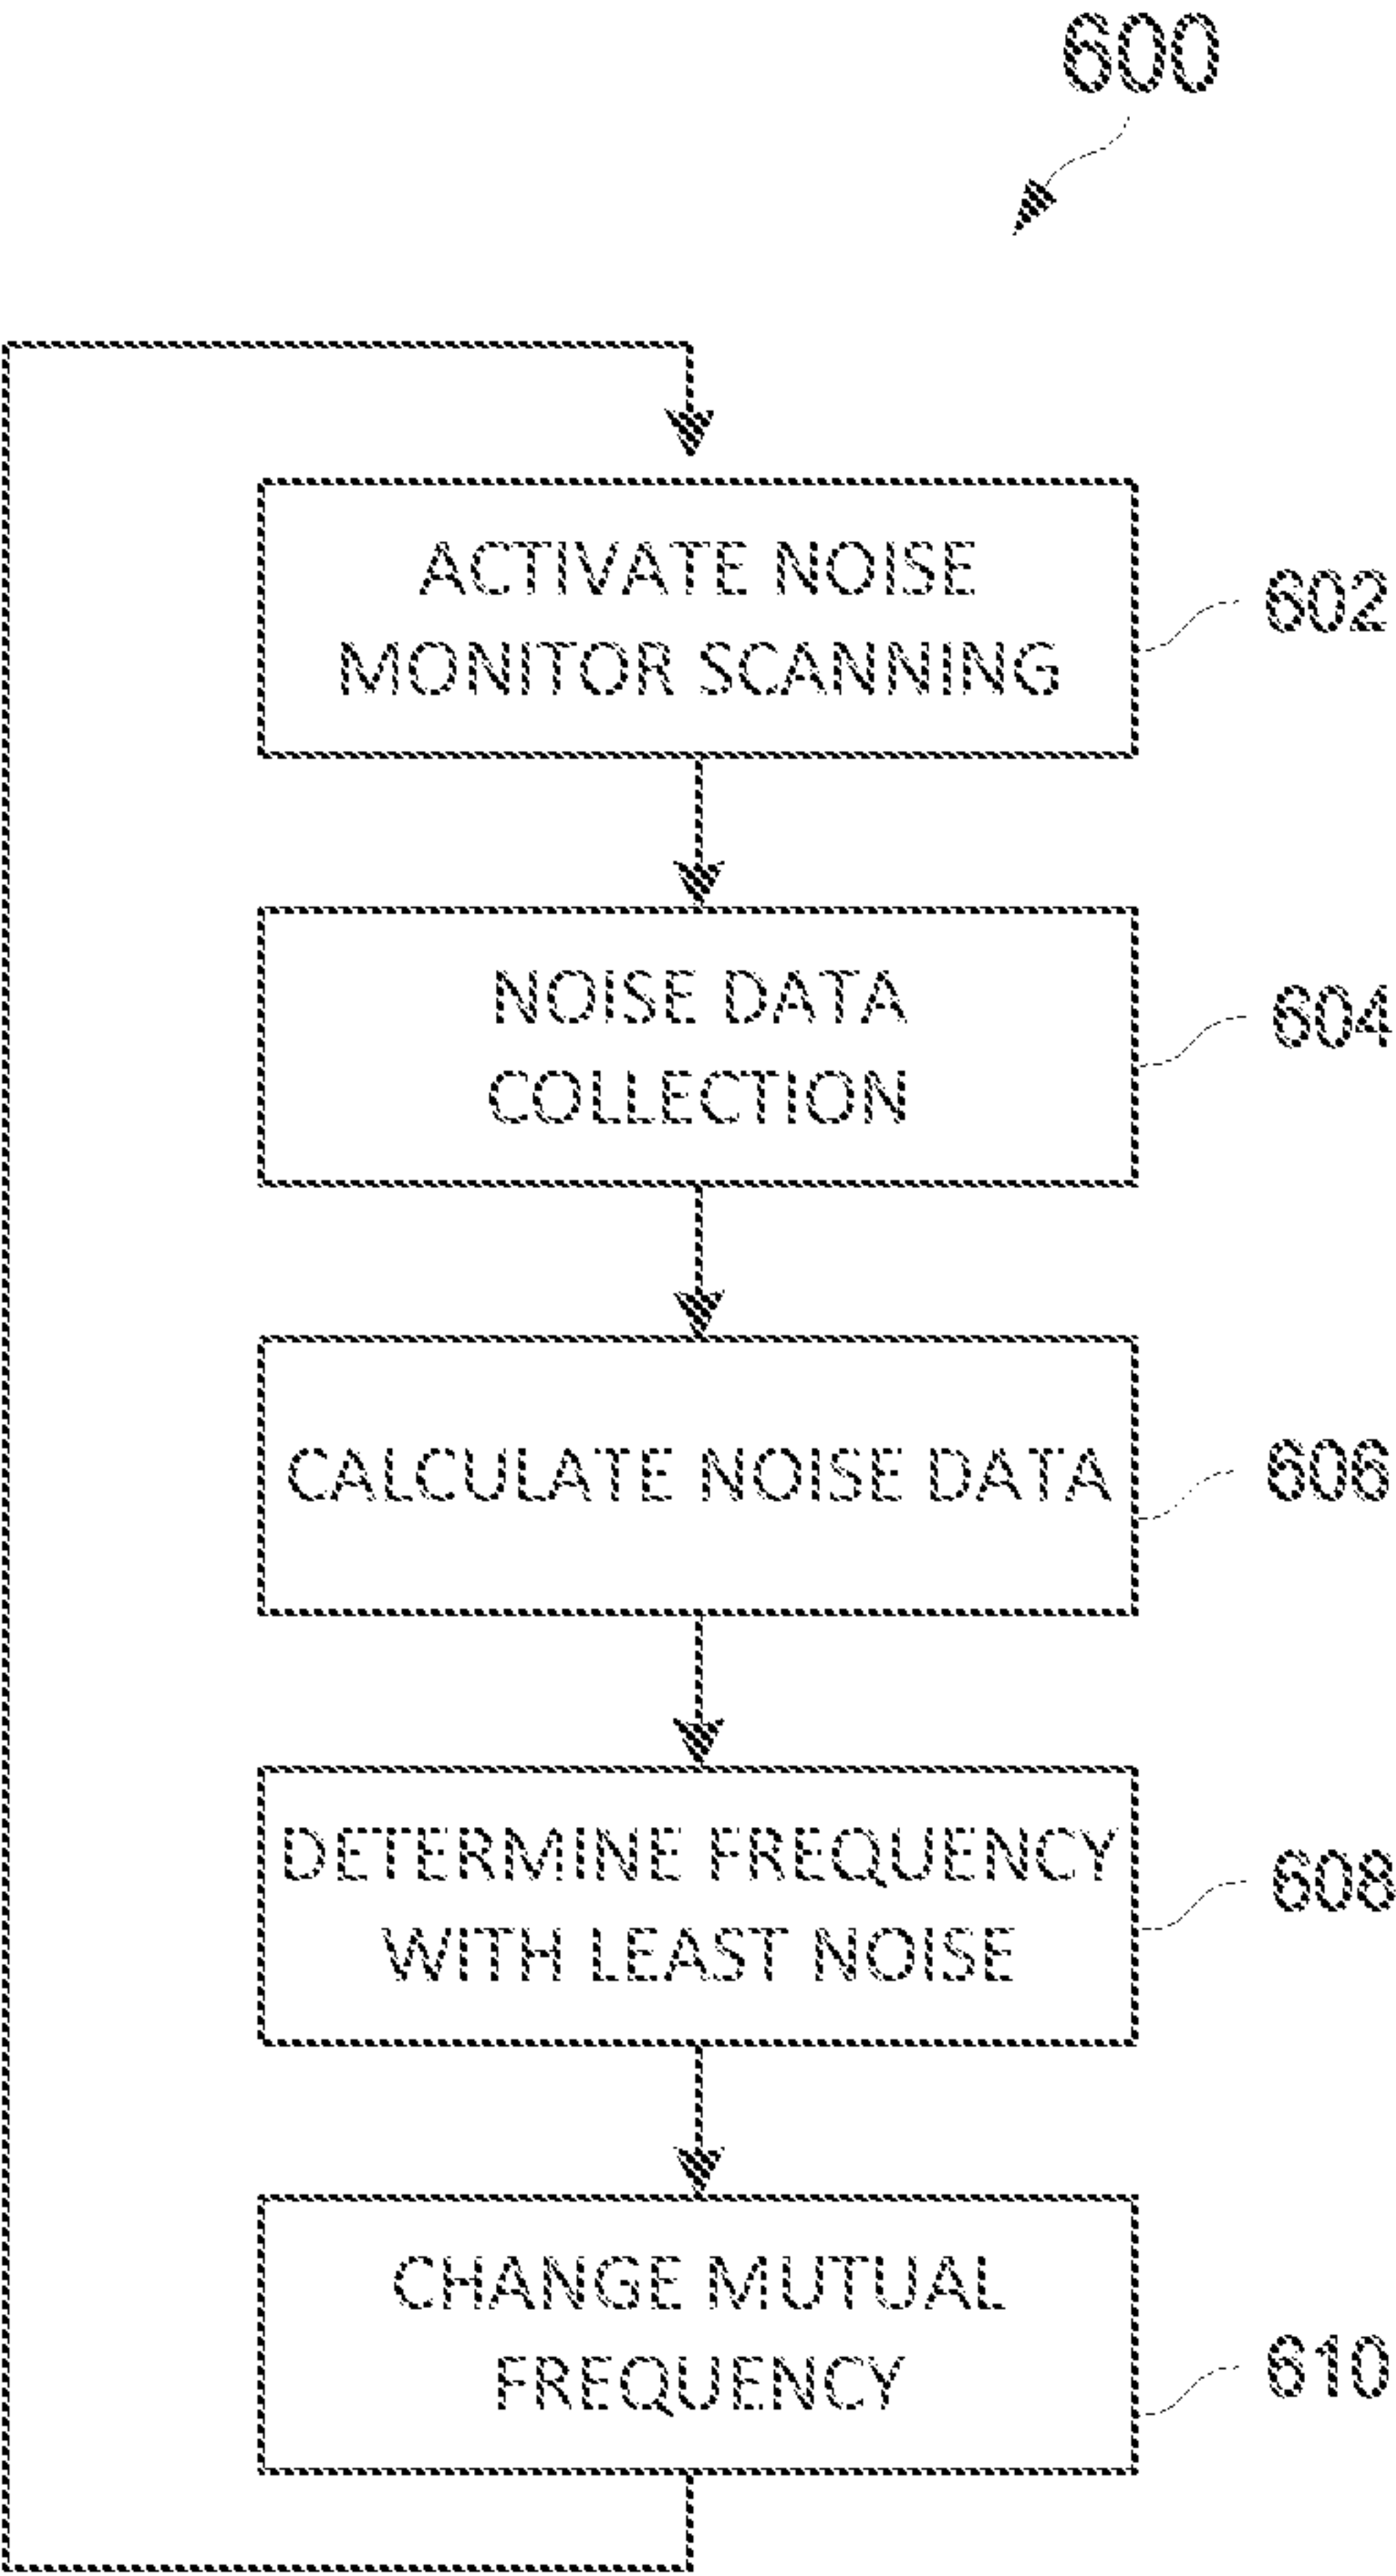 600
ACTIVATE NOISE
MONITOR SCANNING
602
NOISE DATA
COLLECTION
604
CALCULATE NOISE DATA
606
DETERMINE FREQUENCY
WITH LEAST NOISE
608
CHANGE MUTUAL
FREQUENCY
610